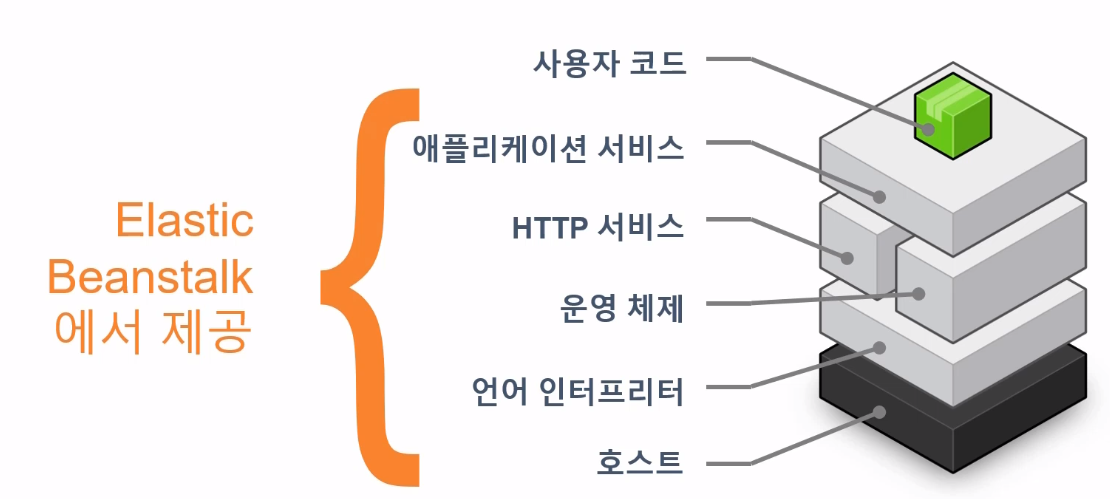 사용자 코드
애플리케이션 서비스
HTTP 서비스
운영 체제
언어 인터프리터
호스트
Elastic
Beanstalk
에서 제공